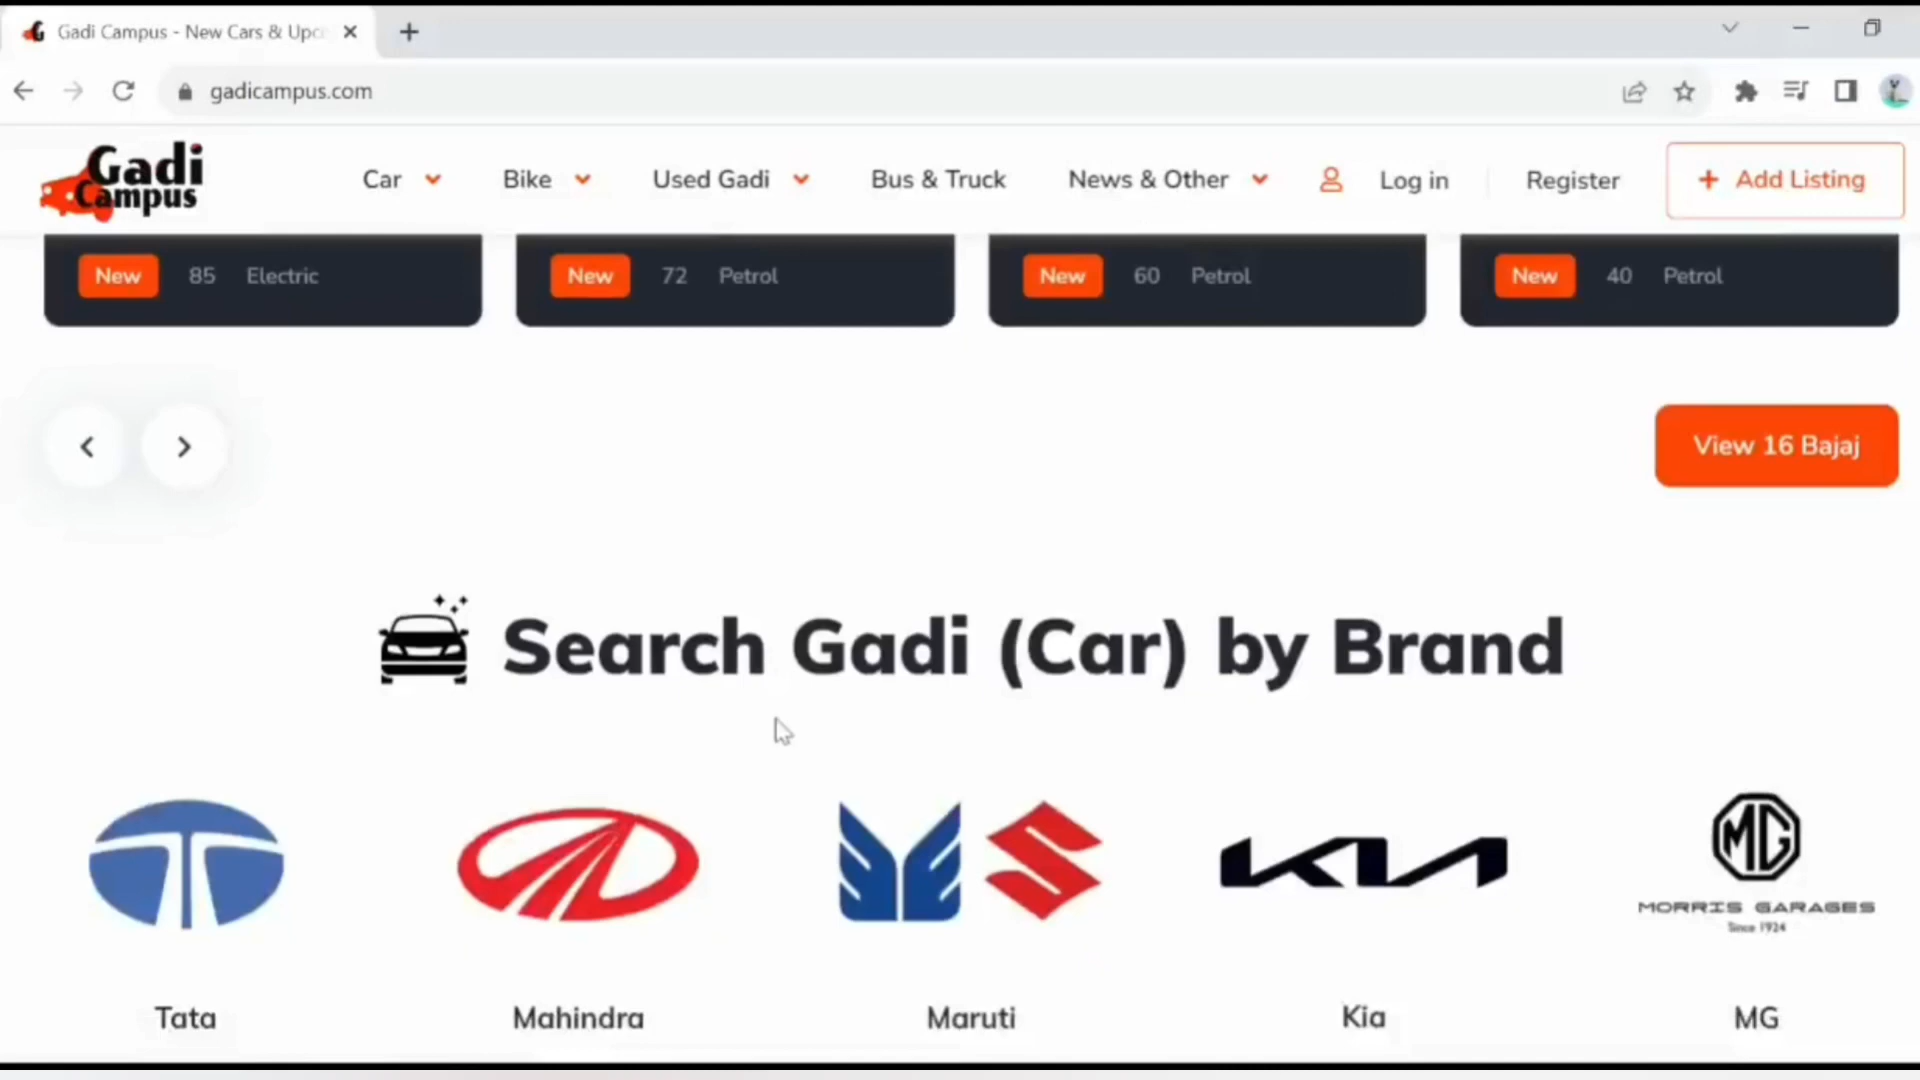 Gadi Campus - New Cars & Upc
gadicampus.com
Gadi Campus
Car
Bike
Used Gadi
Bus & Truck
News & Other
Log in
Register
+ Add Listing
New 85 Electric
New 72 Petrol
New 60 Petrol
New 40 Petrol
View 16 Bajaj
Search Gadi (Car) by Brand
KIA
MG
MORRIS GARAGES
Since 1924
Tata
Mahindra
Maruti
Kia
MG